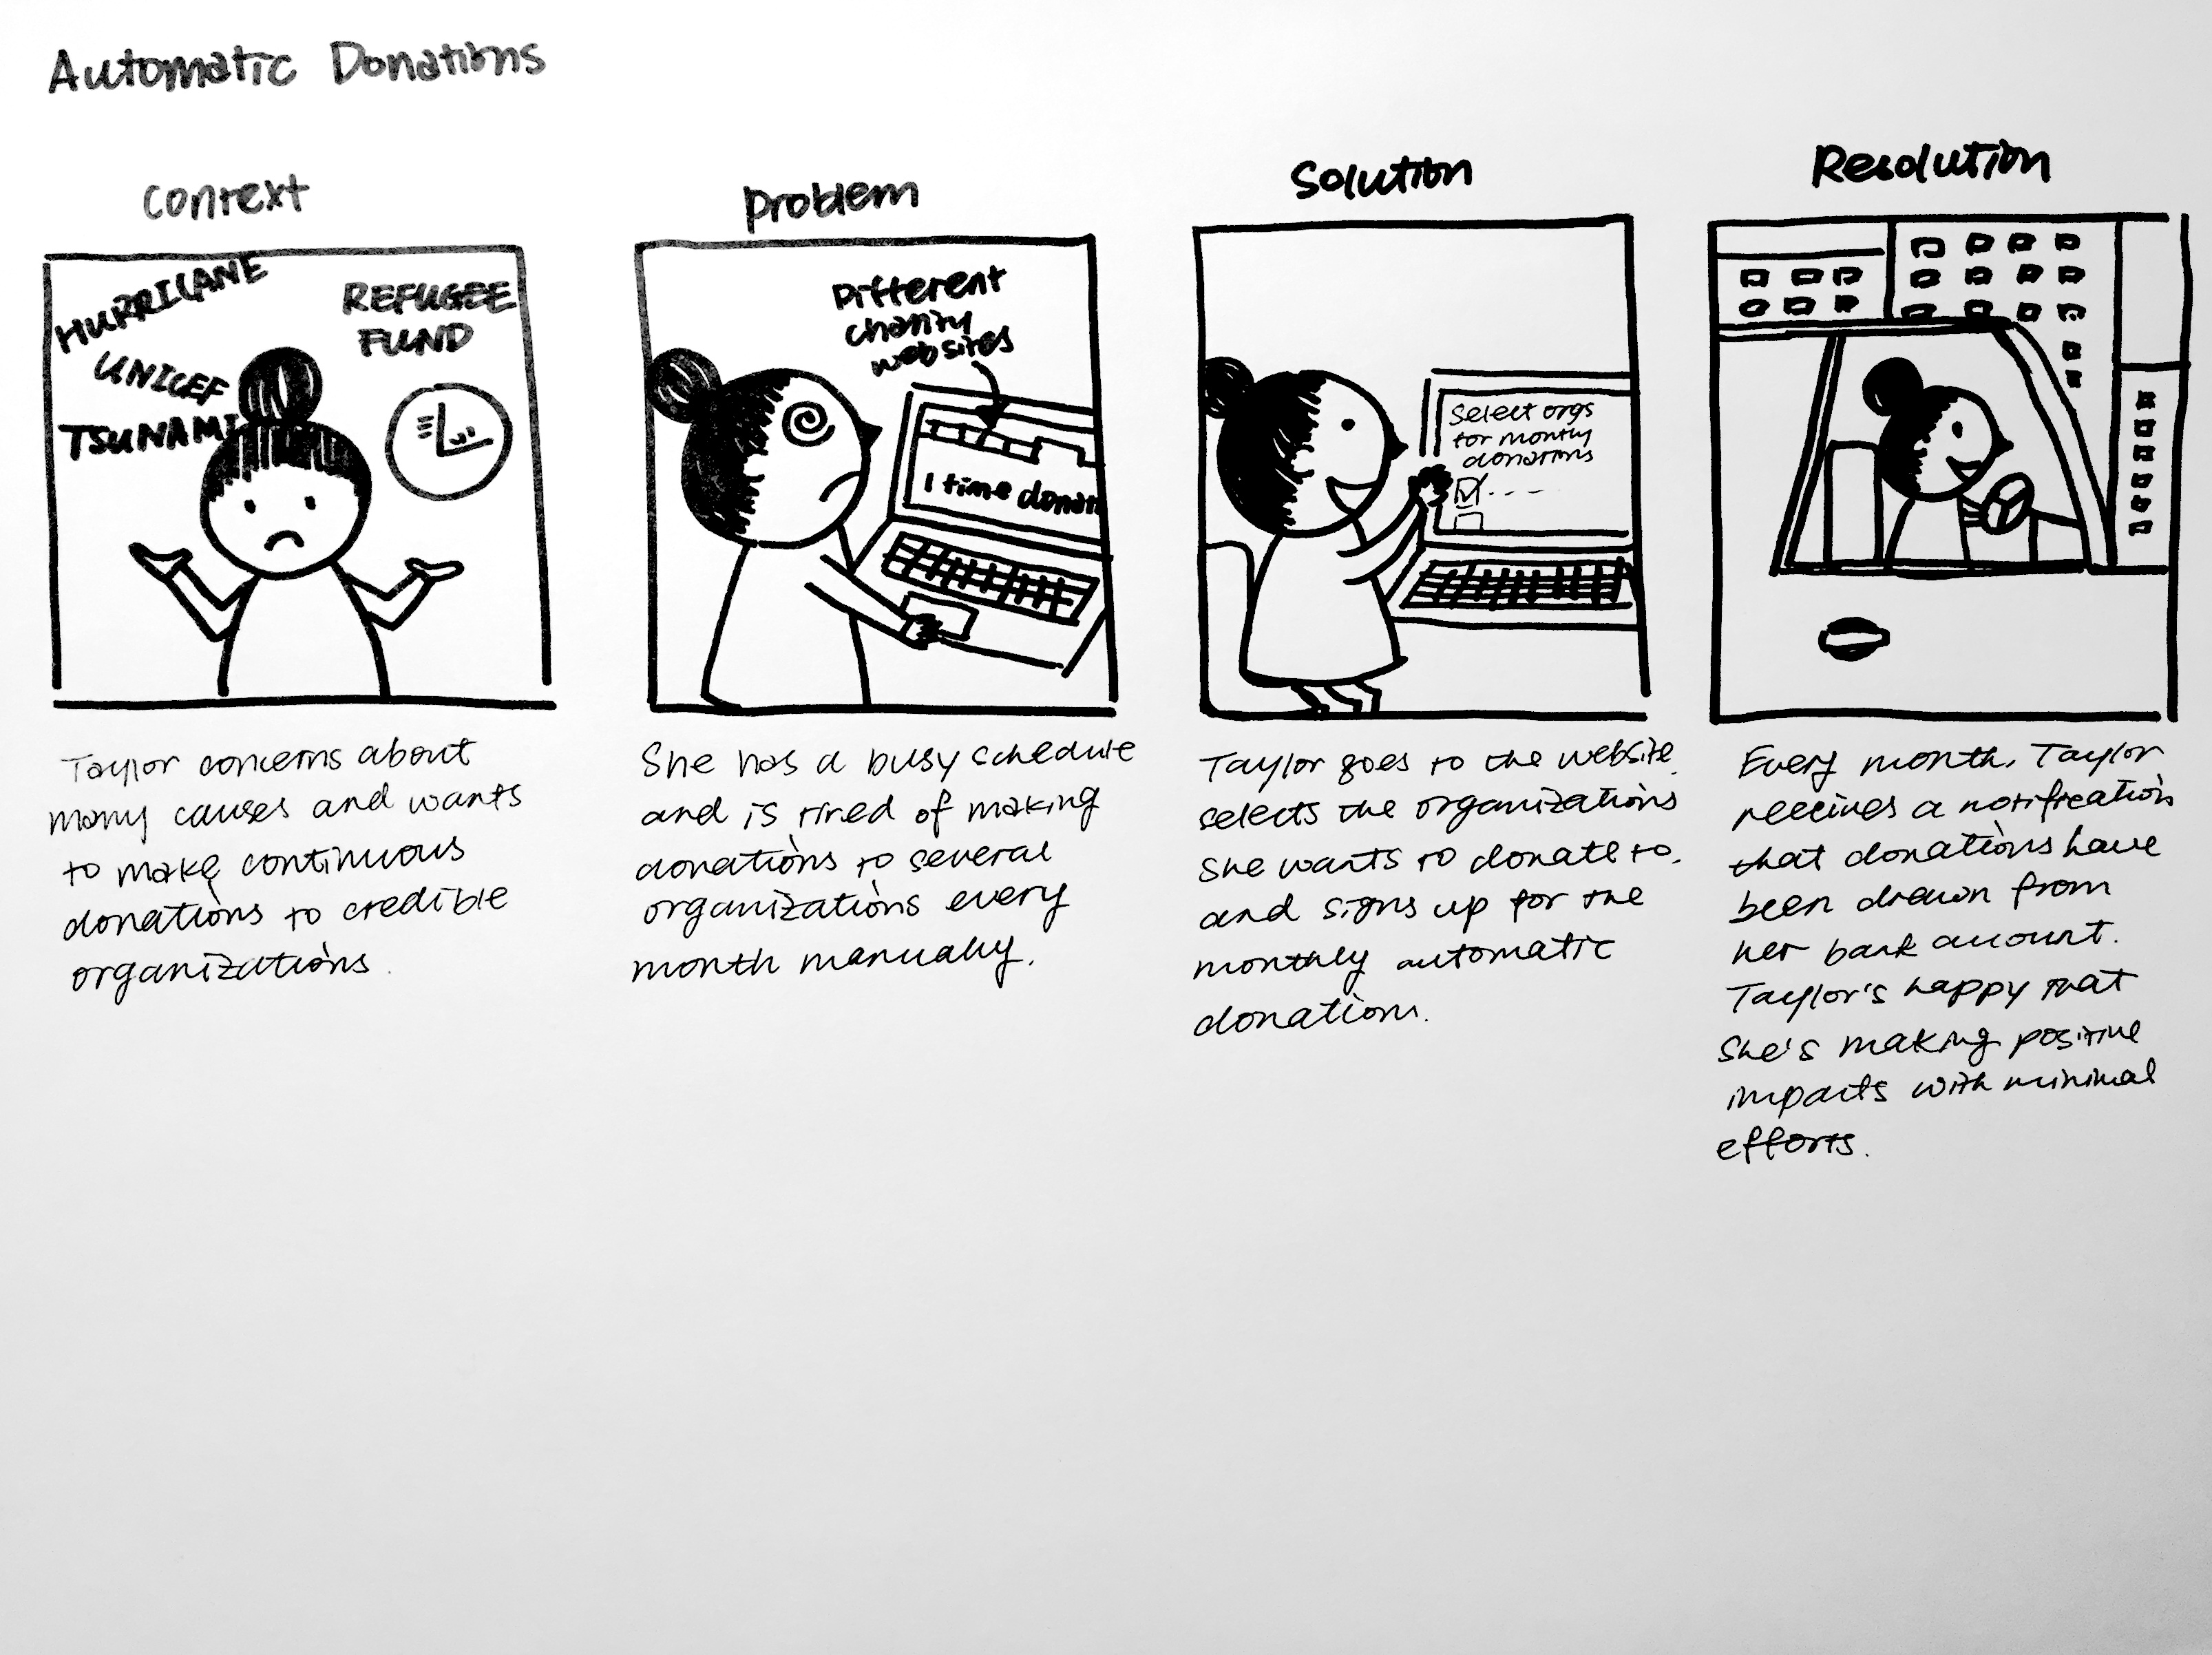 Automatic Donations
Context
HURRICANE
UNICEF
TSUNAMI
REFUGEE
FUND
Taylor concerns about
many causes and wants
to make continuous
donations to credible
organizations.
Problem
Different
charity
websites
1 time donat
She has a busy schedule
and is tired of making
donations to several
organizations every
month manually.
Solution
Select orgs
for monthly
donations
Taylor goes to the website,
selects the organizations
she wants to donate to,
and signs up for the
monthly automatic
donations.
Resolution
Every month, Taylor
receives a notification
that donations have
been drawn from
her bank account.
Taylor's happy that
she's making positive
impacts with minimal
efforts.